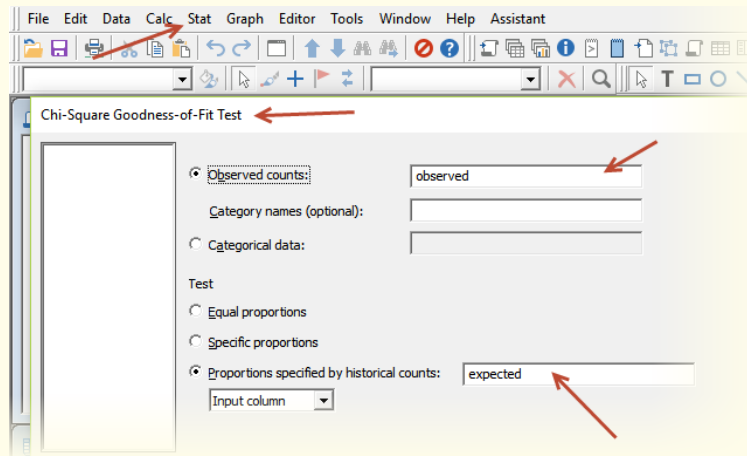 File Edit Data Calc Stat Graph Editor Tools Window Help Assistant
T
Chi-Square Goodness-of-Fit Test
Observed counts: observed
Category names (optional):
Categorical data:
Test
Equal proportions
Specific proportions
Proportions specified by historical counts: expected
Input column